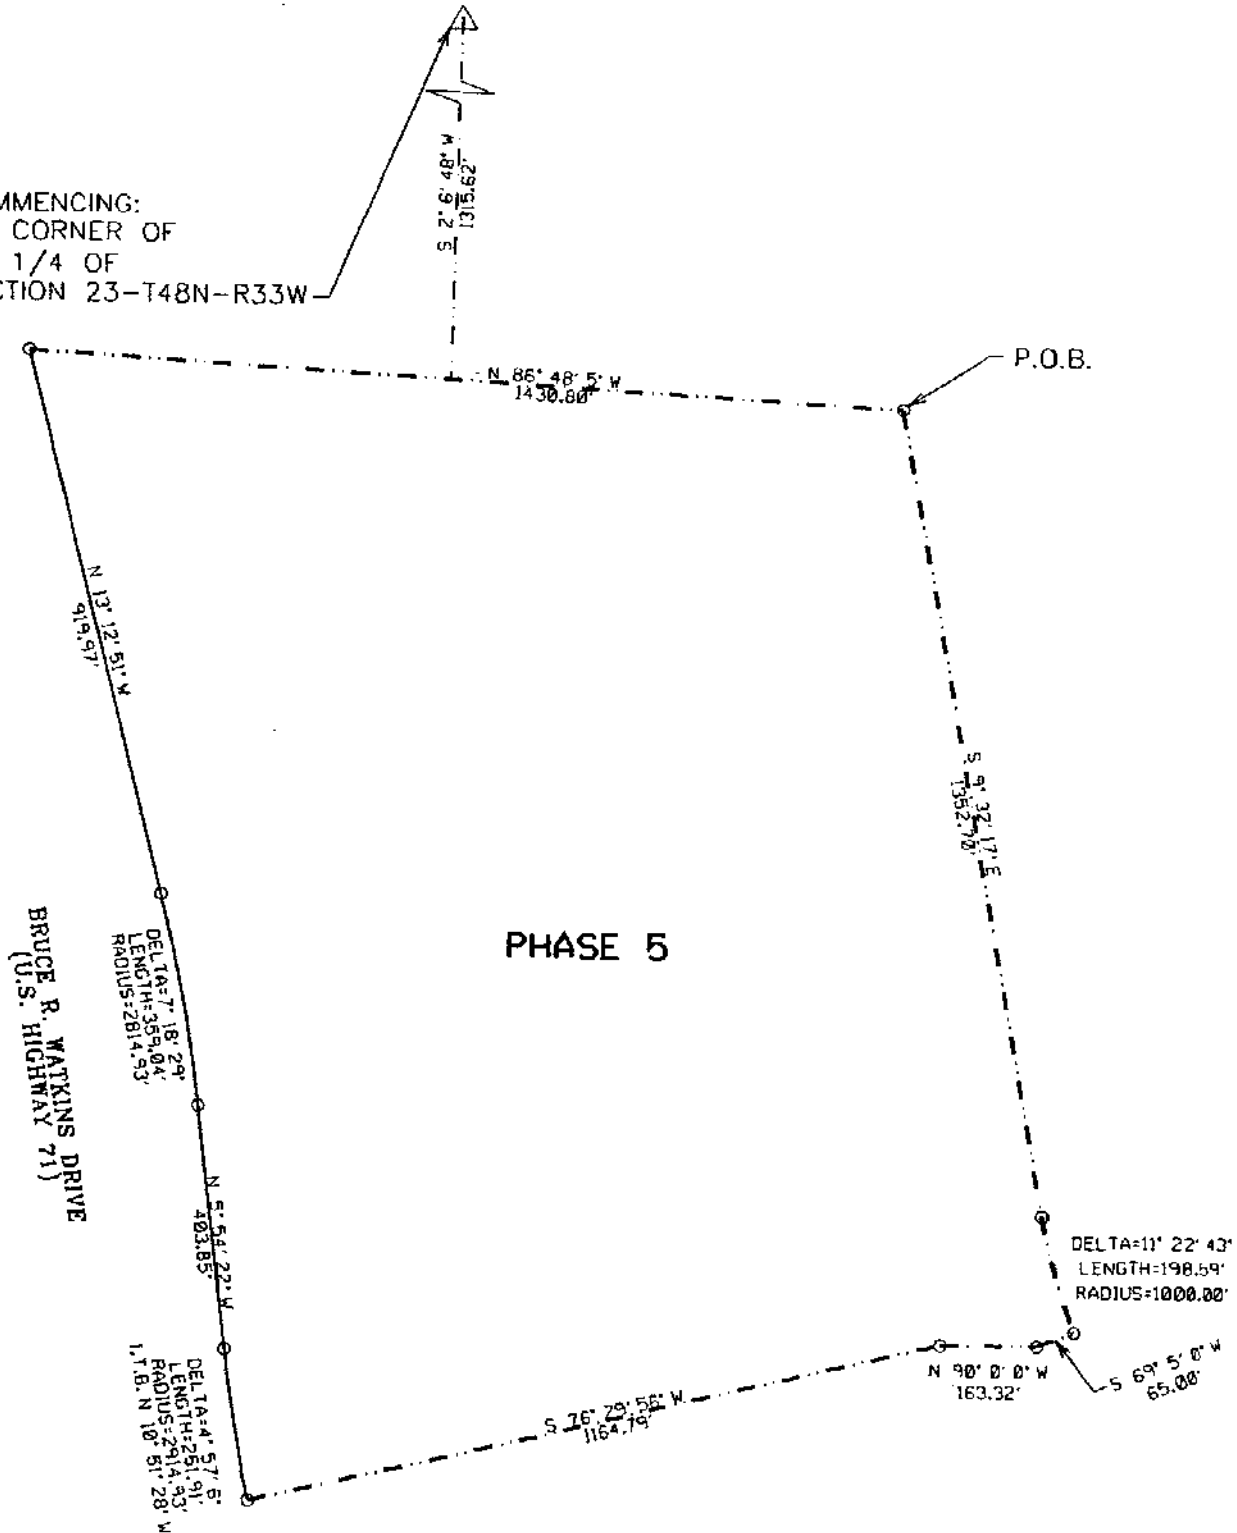 MMENCING:
CORNER OF
1/4 OF
CTION 23-T48N-R33W
S 2° 6' 48" W
1315.62'
P.O.B.
N 86° 48' 5" W
1430.80'
N 13° 12' 51" W
919.97'
S 9° 32' 17" E
1352.70'
PHASE 5
DELTA=7° 18' 29"
LENGTH=359.04'
RADIUS=2814.93'
BRUCE R. WATKINS DRIVE
(U.S. HIGHWAY 71)
N 5° 54' 22" W
403.85'
DELTA=11° 22' 43"
LENGTH=198.59'
RADIUS=1000.00'
N 90° 0' 0" W
163.32'
S 69° 5' 0" W
65.00'
S 76° 29' 56" W
1164.79'
DELTA=4° 57' 6"
LENGTH=251.91'
RADIUS=2914.93'
I.T.B. N 10° 51' 28" W